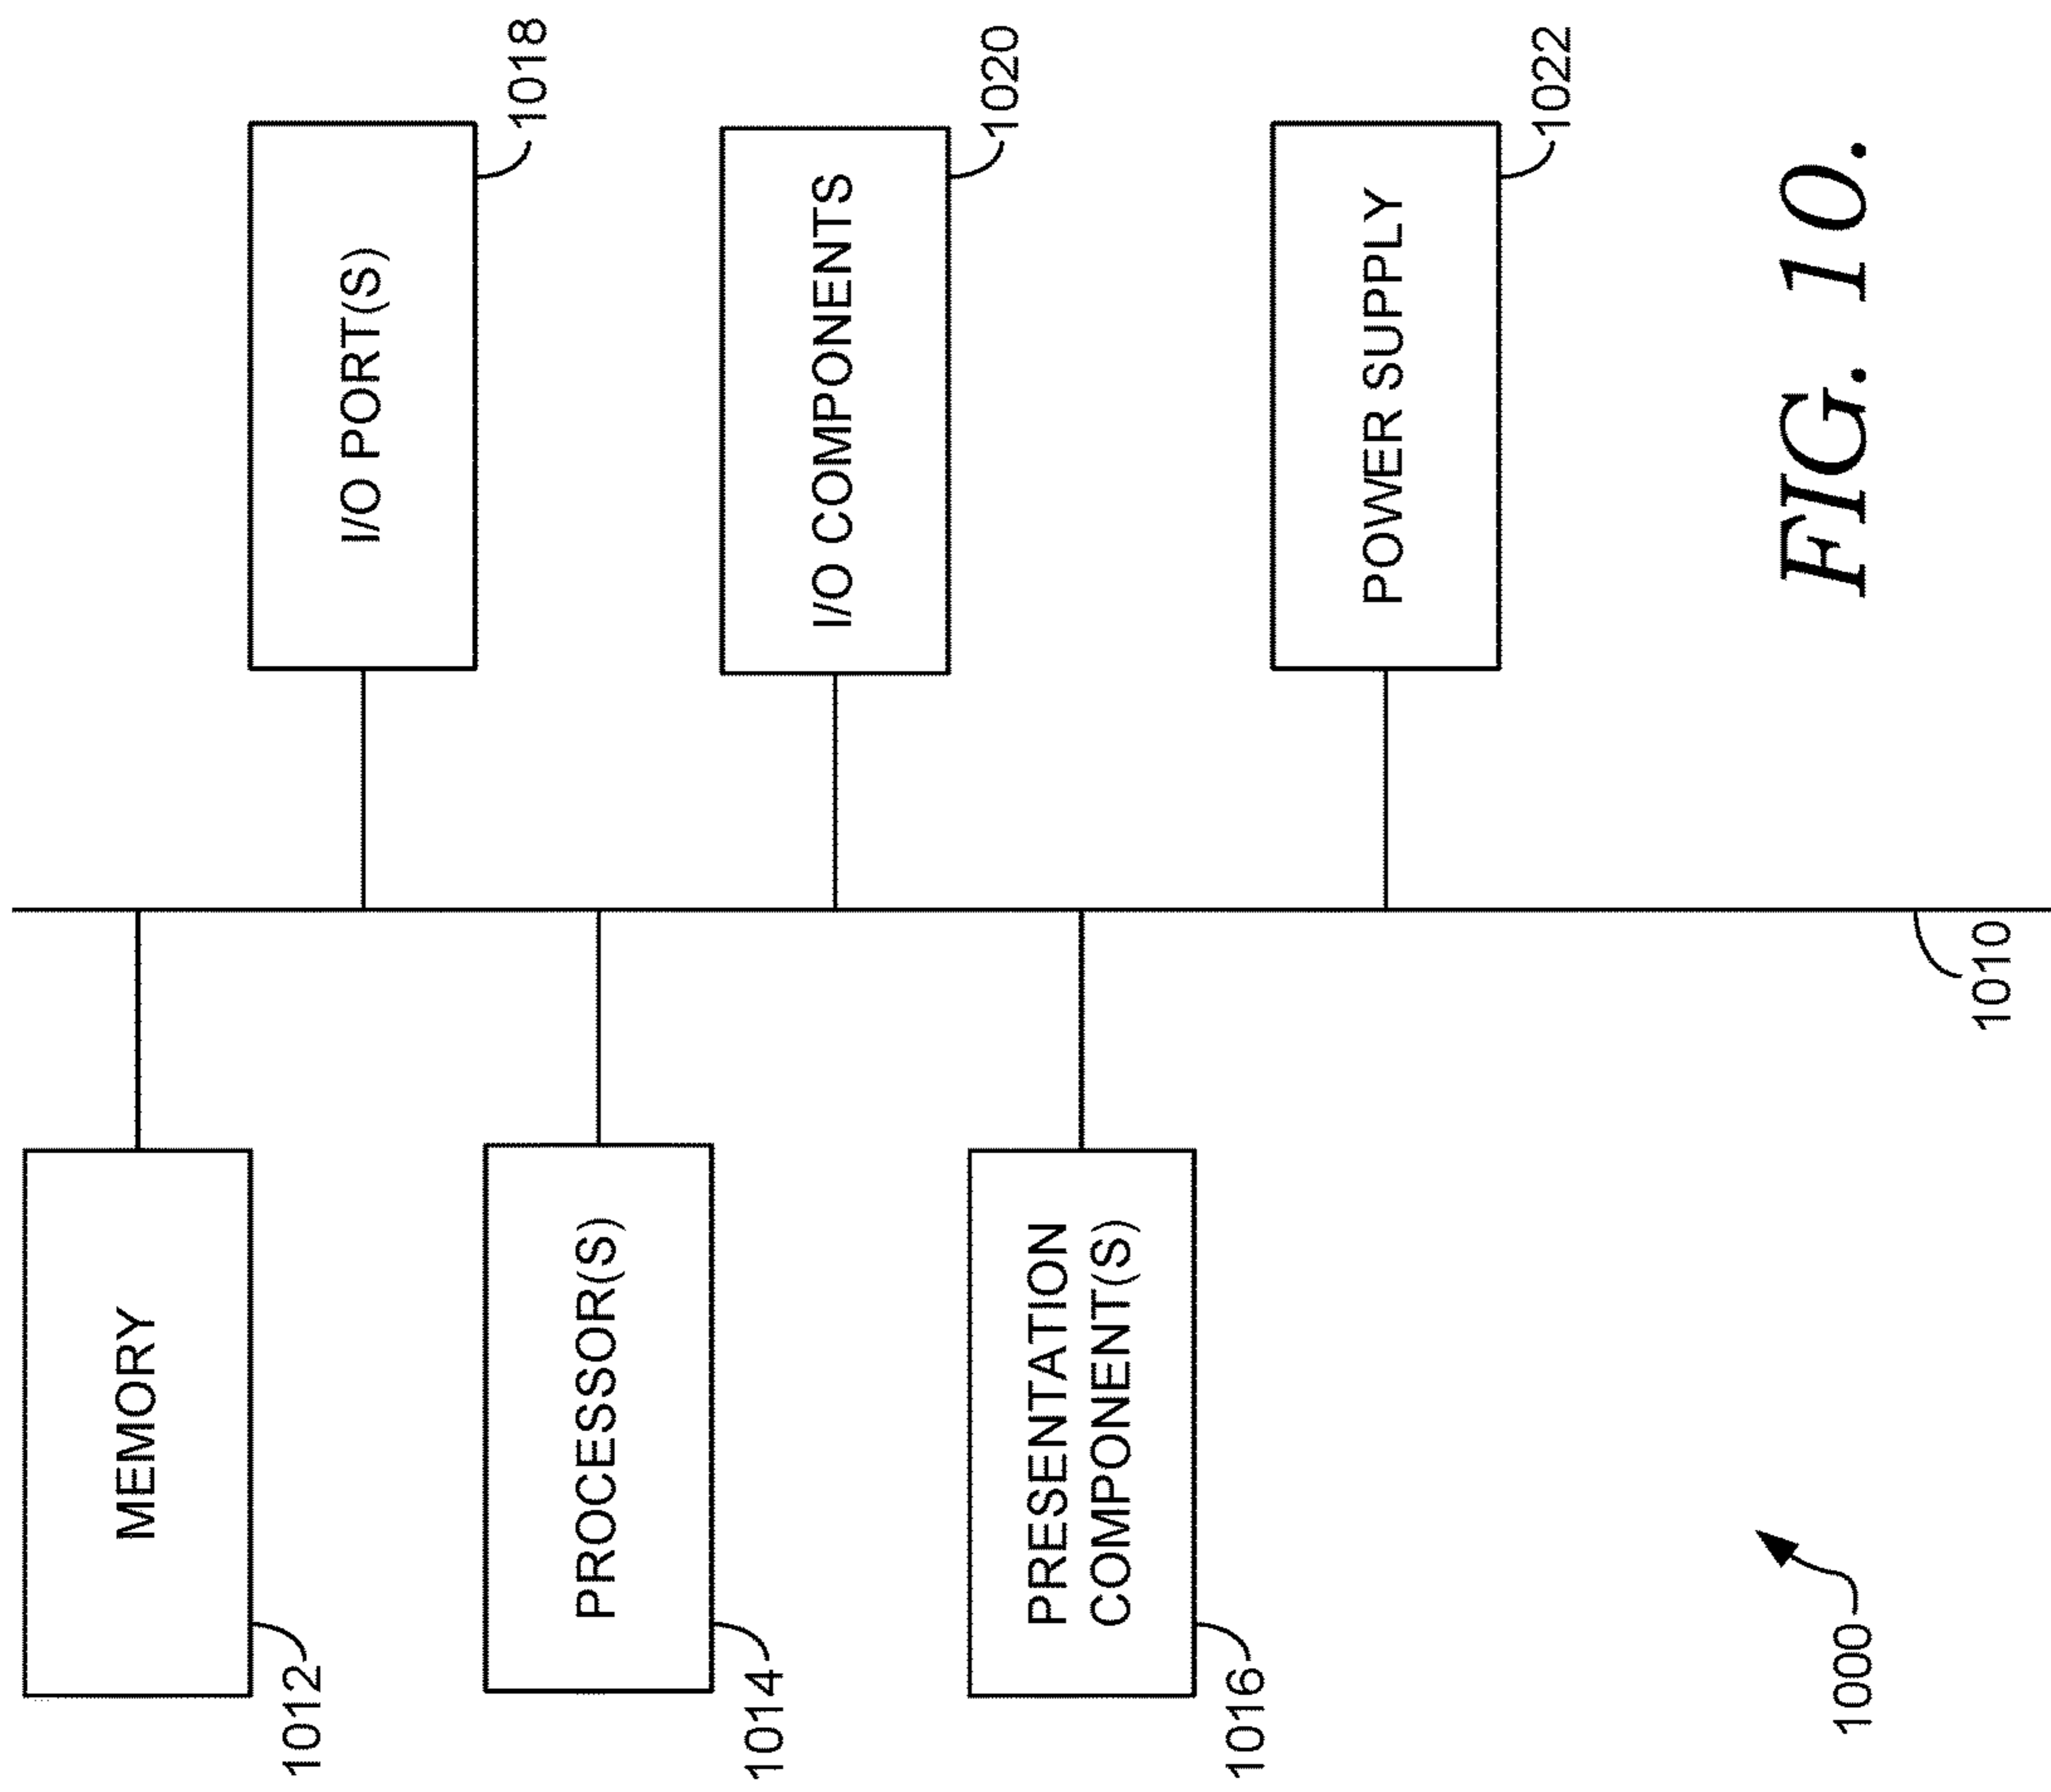 MEMORY
1012
I/O PORT(S)
1018
PROCESSOR(S)
1014
I/O COMPONENTS
1020
PRESENTATION
COMPONENT(S)
1016
POWER SUPPLY
1022
1010
1000
FIG. 10.